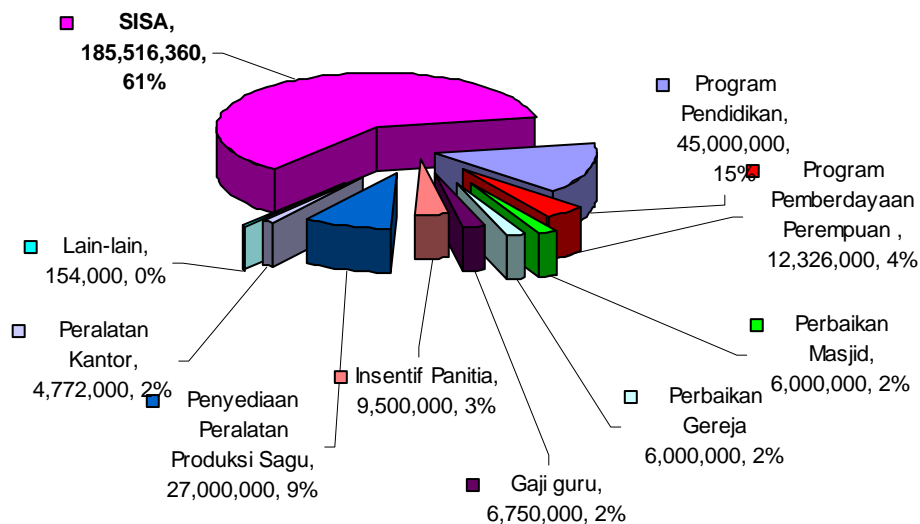 SISA,
185,516,360,
61%
Program
Pendidikan,
45,000,000,
15%
Program
Pemberdayaan
Perempuan ,
12,326,000, 4%
Perbaikan
Masjid,
6,000,000, 2%
Perbaikan
Gereja
6,000,000, 2%
Gaji guru,
6,750,000, 2%
Insentif Panitia,
9,500,000, 3%
Penyediaan
Peralatan
Produksi Sagu,
27,000,000, 9%
Peralatan
Kantor,
4,772,000, 2%
Lain-lain,
154,000, 0%